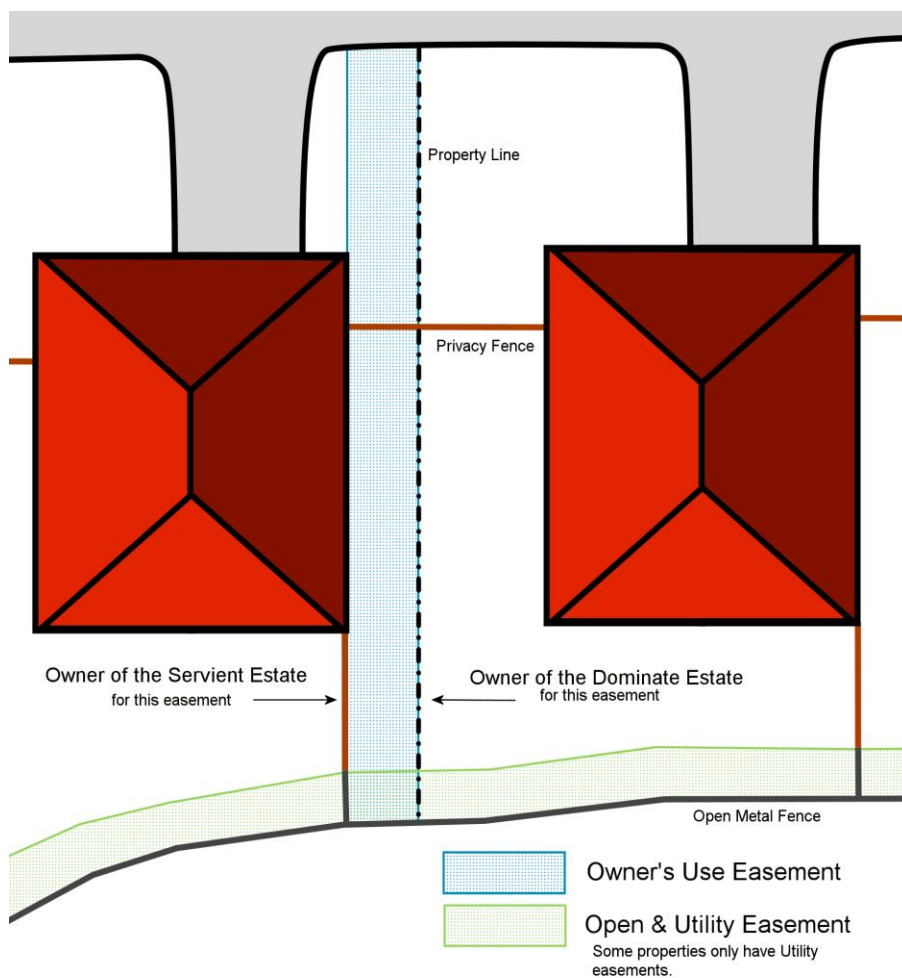 Property Line
Privacy Fence
Owner of the Servient Estate
for this easement
Owner of the Dominate Estate
for this easement
Open Metal Fence
Owner's Use Easement
Open & Utility Easement
Some properties only have Utility
easements.